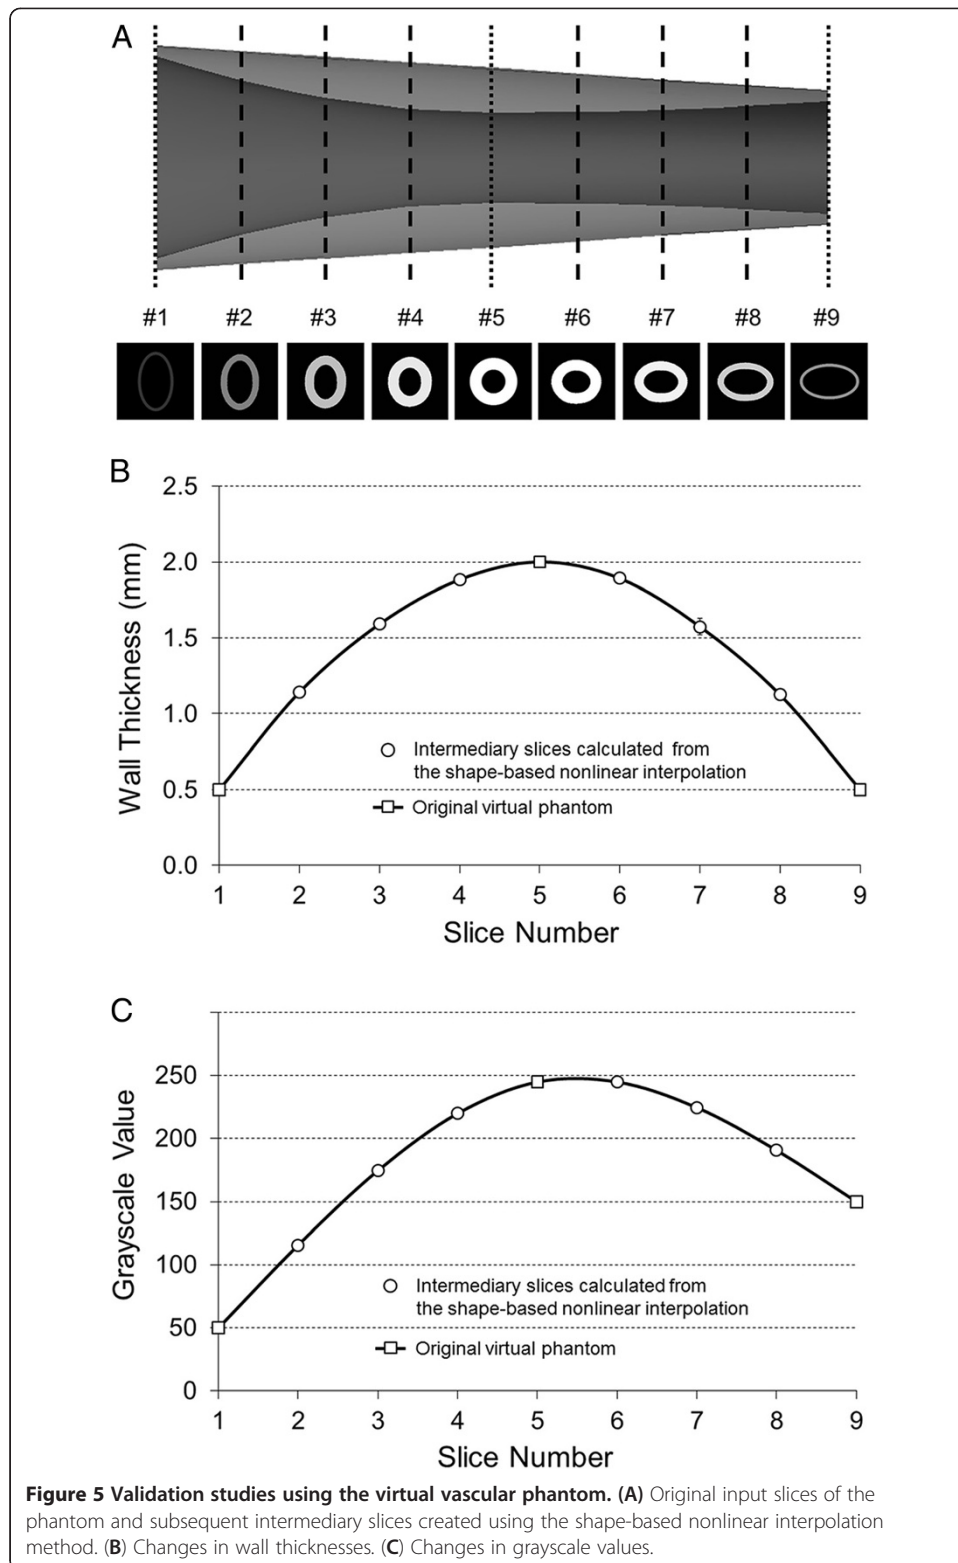 A
#1 #2 #3 #4 #5 #6 #7 #8 #9
B
2.5
2.0
1.5
1.0
0.5
0.0
Wall Thickness (mm)
Intermediary slices calculated from
the shape-based nonlinear interpolation
Original virtual phantom
1 2 3 4 5 6 7 8 9
Slice Number
C
250
200
150
100
50
0
Grayscale Value
Intermediary slices calculated from
the shape-based nonlinear interpolation
Original virtual phantom
1 2 3 4 5 6 7 8 9
Slice Number
Figure 5 Validation studies using the virtual vascular phantom. (A) Original input slices of the
phantom and subsequent intermediary slices created using the shape-based nonlinear interpolation
method. (B) Changes in wall thicknesses. (C) Changes in grayscale values.